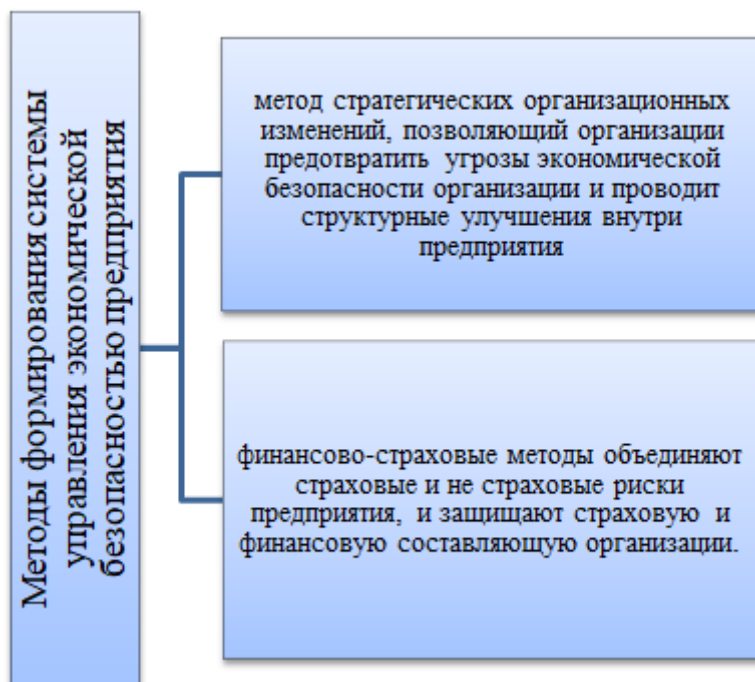 Методы формирования системы
управления экономической
безопасностью предприятия
метод стратегических организационных
изменений, позволяющий организации
предотвратить угрозы экономической
безопасности организации и проводит
структурные улучшения внутри
предприятия
финансово-страховые методы объединяют
страховые и не страховые риски
предприятия, и защищают страховую и
финансовую составляющую организации.